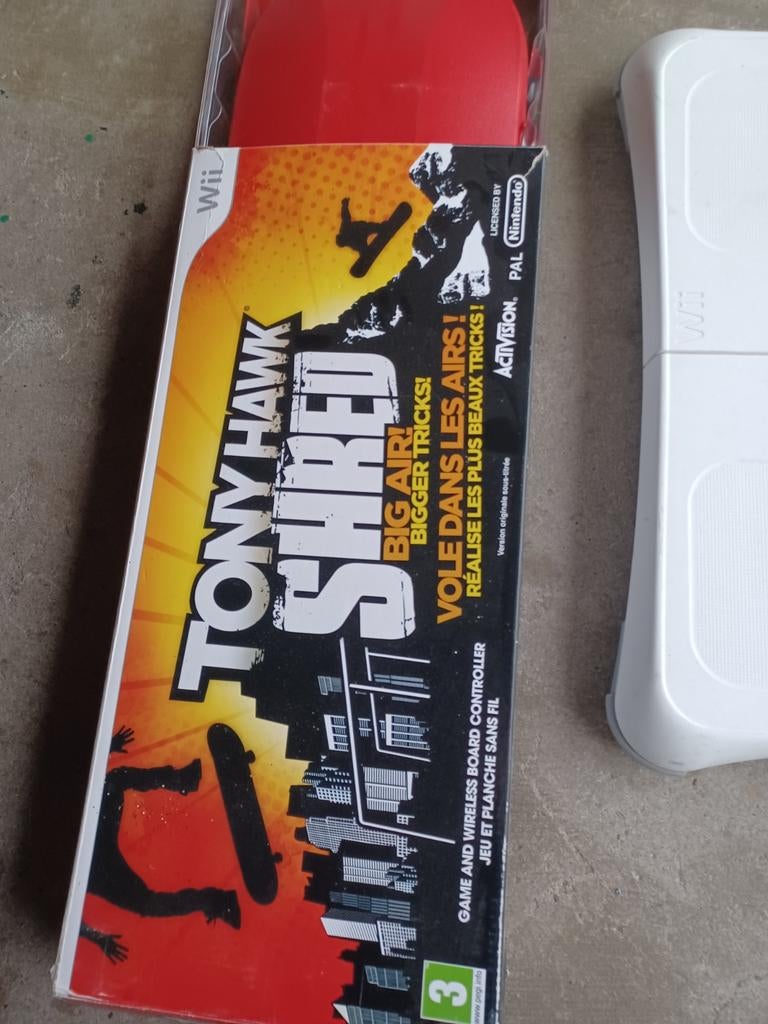 Wii
TONY HAWK
SHRED
BIG AIR!
BIGGER TRICKS!
VOLE DANS LES AIRS !
RÉALISE LES PLUS BEAUX TRICKS !
Version originale sous-titrée
GAME AND WIRELESS BOARD CONTROLLER
JEU ET PLANCHE SANS FIL
ACTIVISION.
PAL
LICENSED BY
Nintendo
3
www.pegi.info
Wii